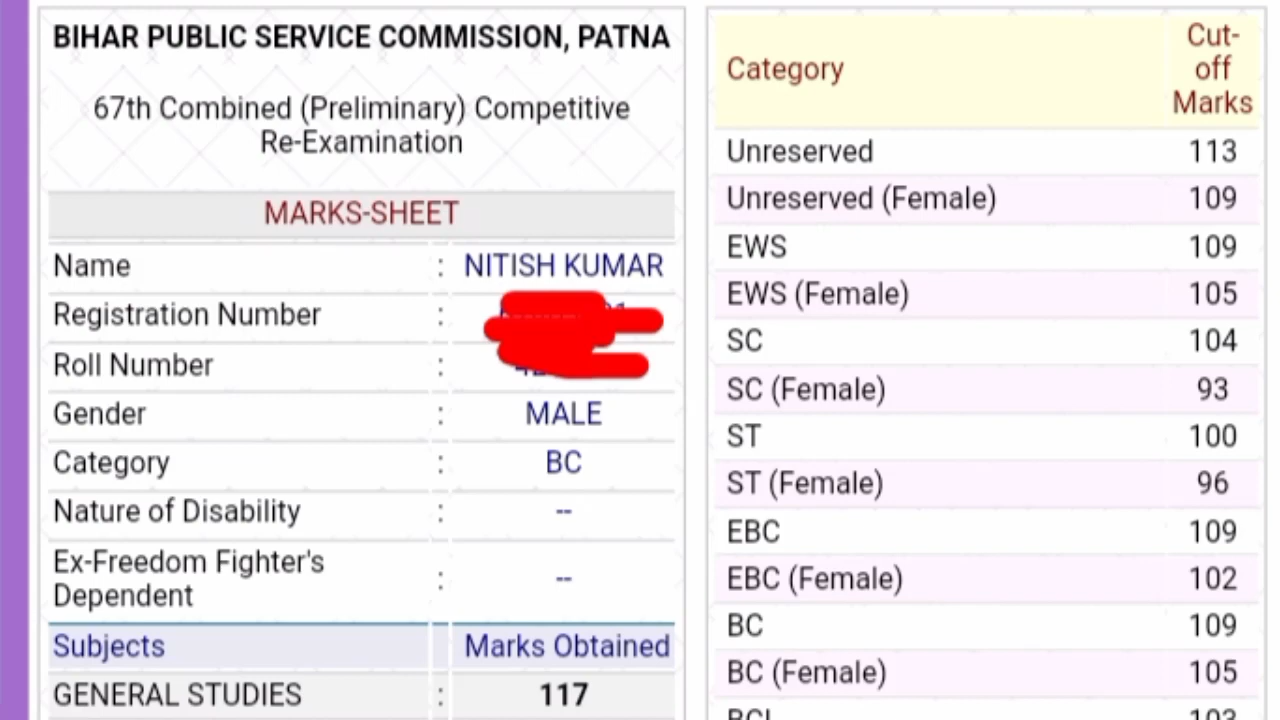 BIHAR PUBLIC SERVICE COMMISSION, PATNA
67th Combined (Preliminary) Competitive
Re-Examination
MARKS-SHEET
Name : NITISH KUMAR
Registration Number :
Roll Number :
Gender : MALE
Category : BC
Nature of Disability : --
Ex-Freedom Fighter's
Dependent : --
Subjects Marks Obtained
GENERAL STUDIES : 117
Category Cut-
off
Marks
Unreserved 113
Unreserved (Female) 109
EWS 109
EWS (Female) 105
SC 104
SC (Female) 93
ST 100
ST (Female) 96
EBC 109
EBC (Female) 102
BC 109
BC (Female) 105